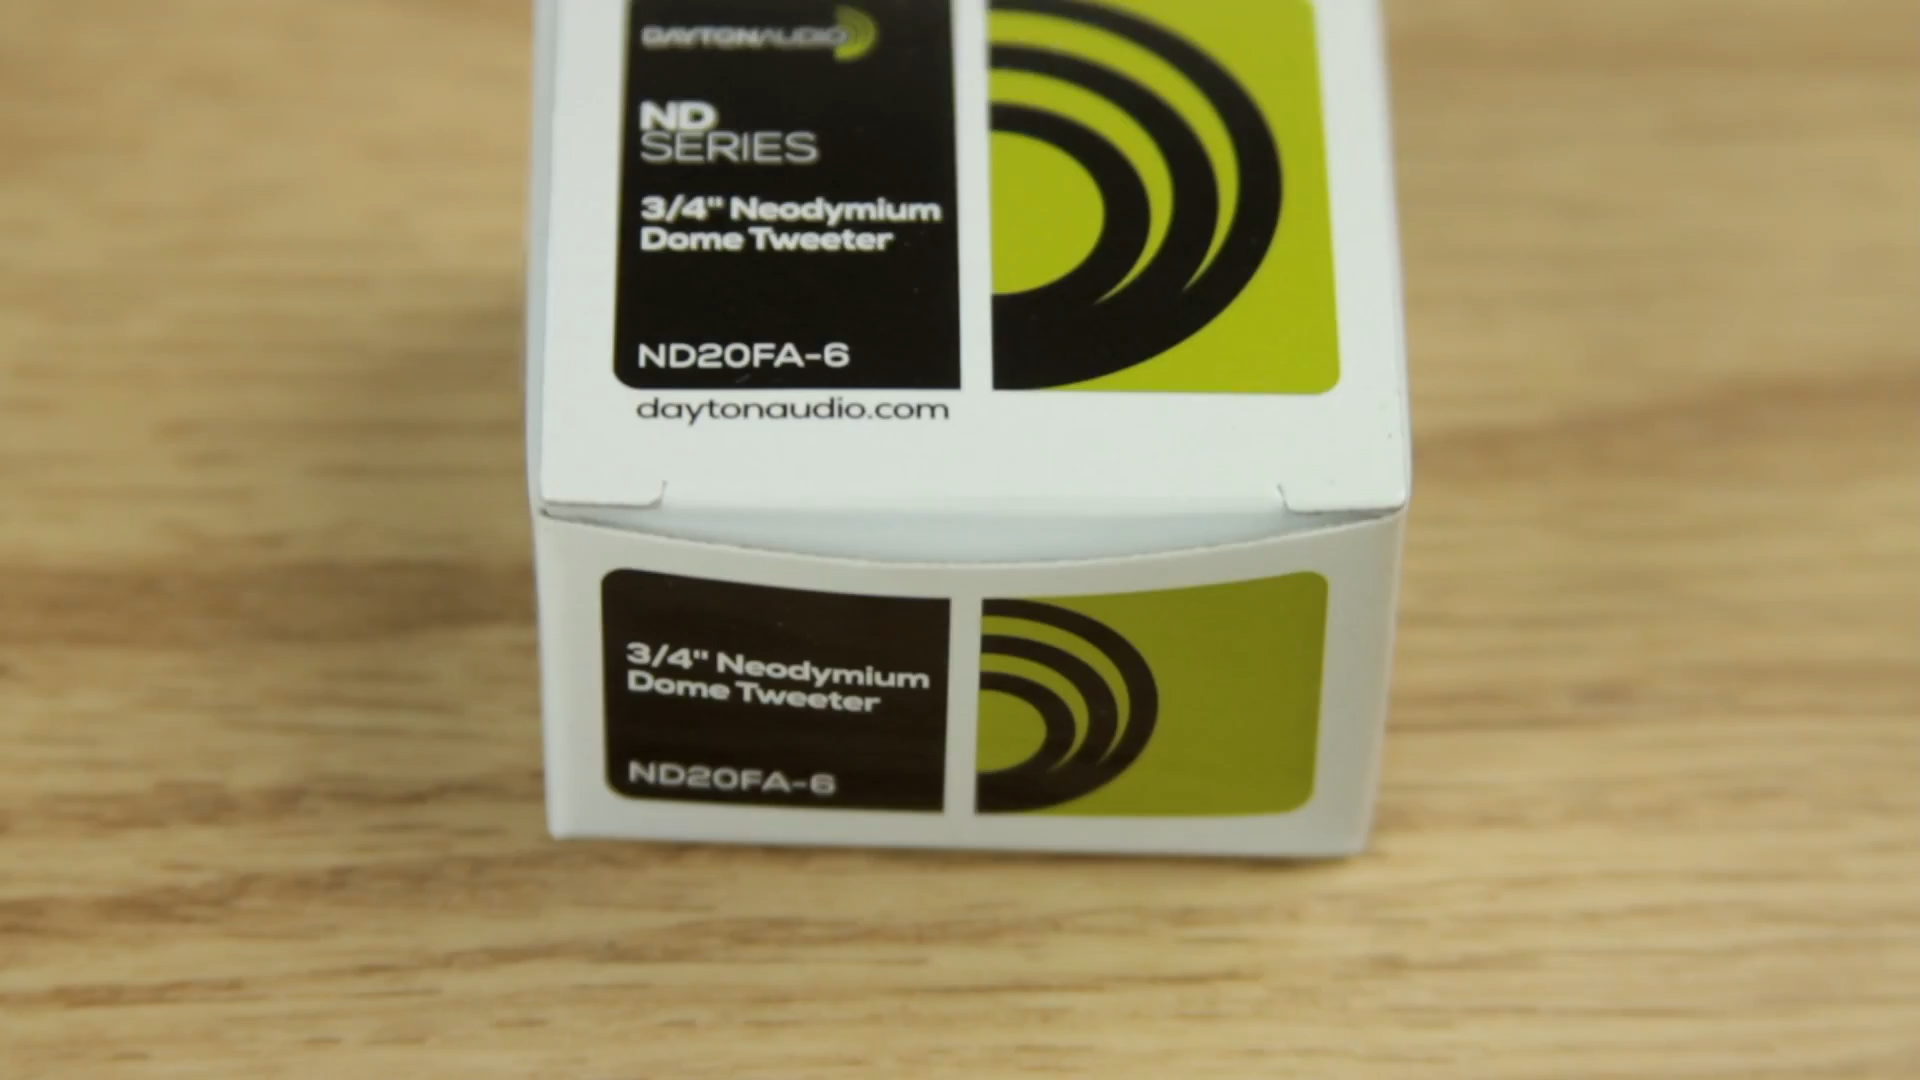 DAYTONAUDIO
ND
SERIES
3/4" Neodymium
Dome Tweeter
ND20FA-6
daytonaudio.com
3/4" Neodymium
Dome Tweeter
ND20FA-6